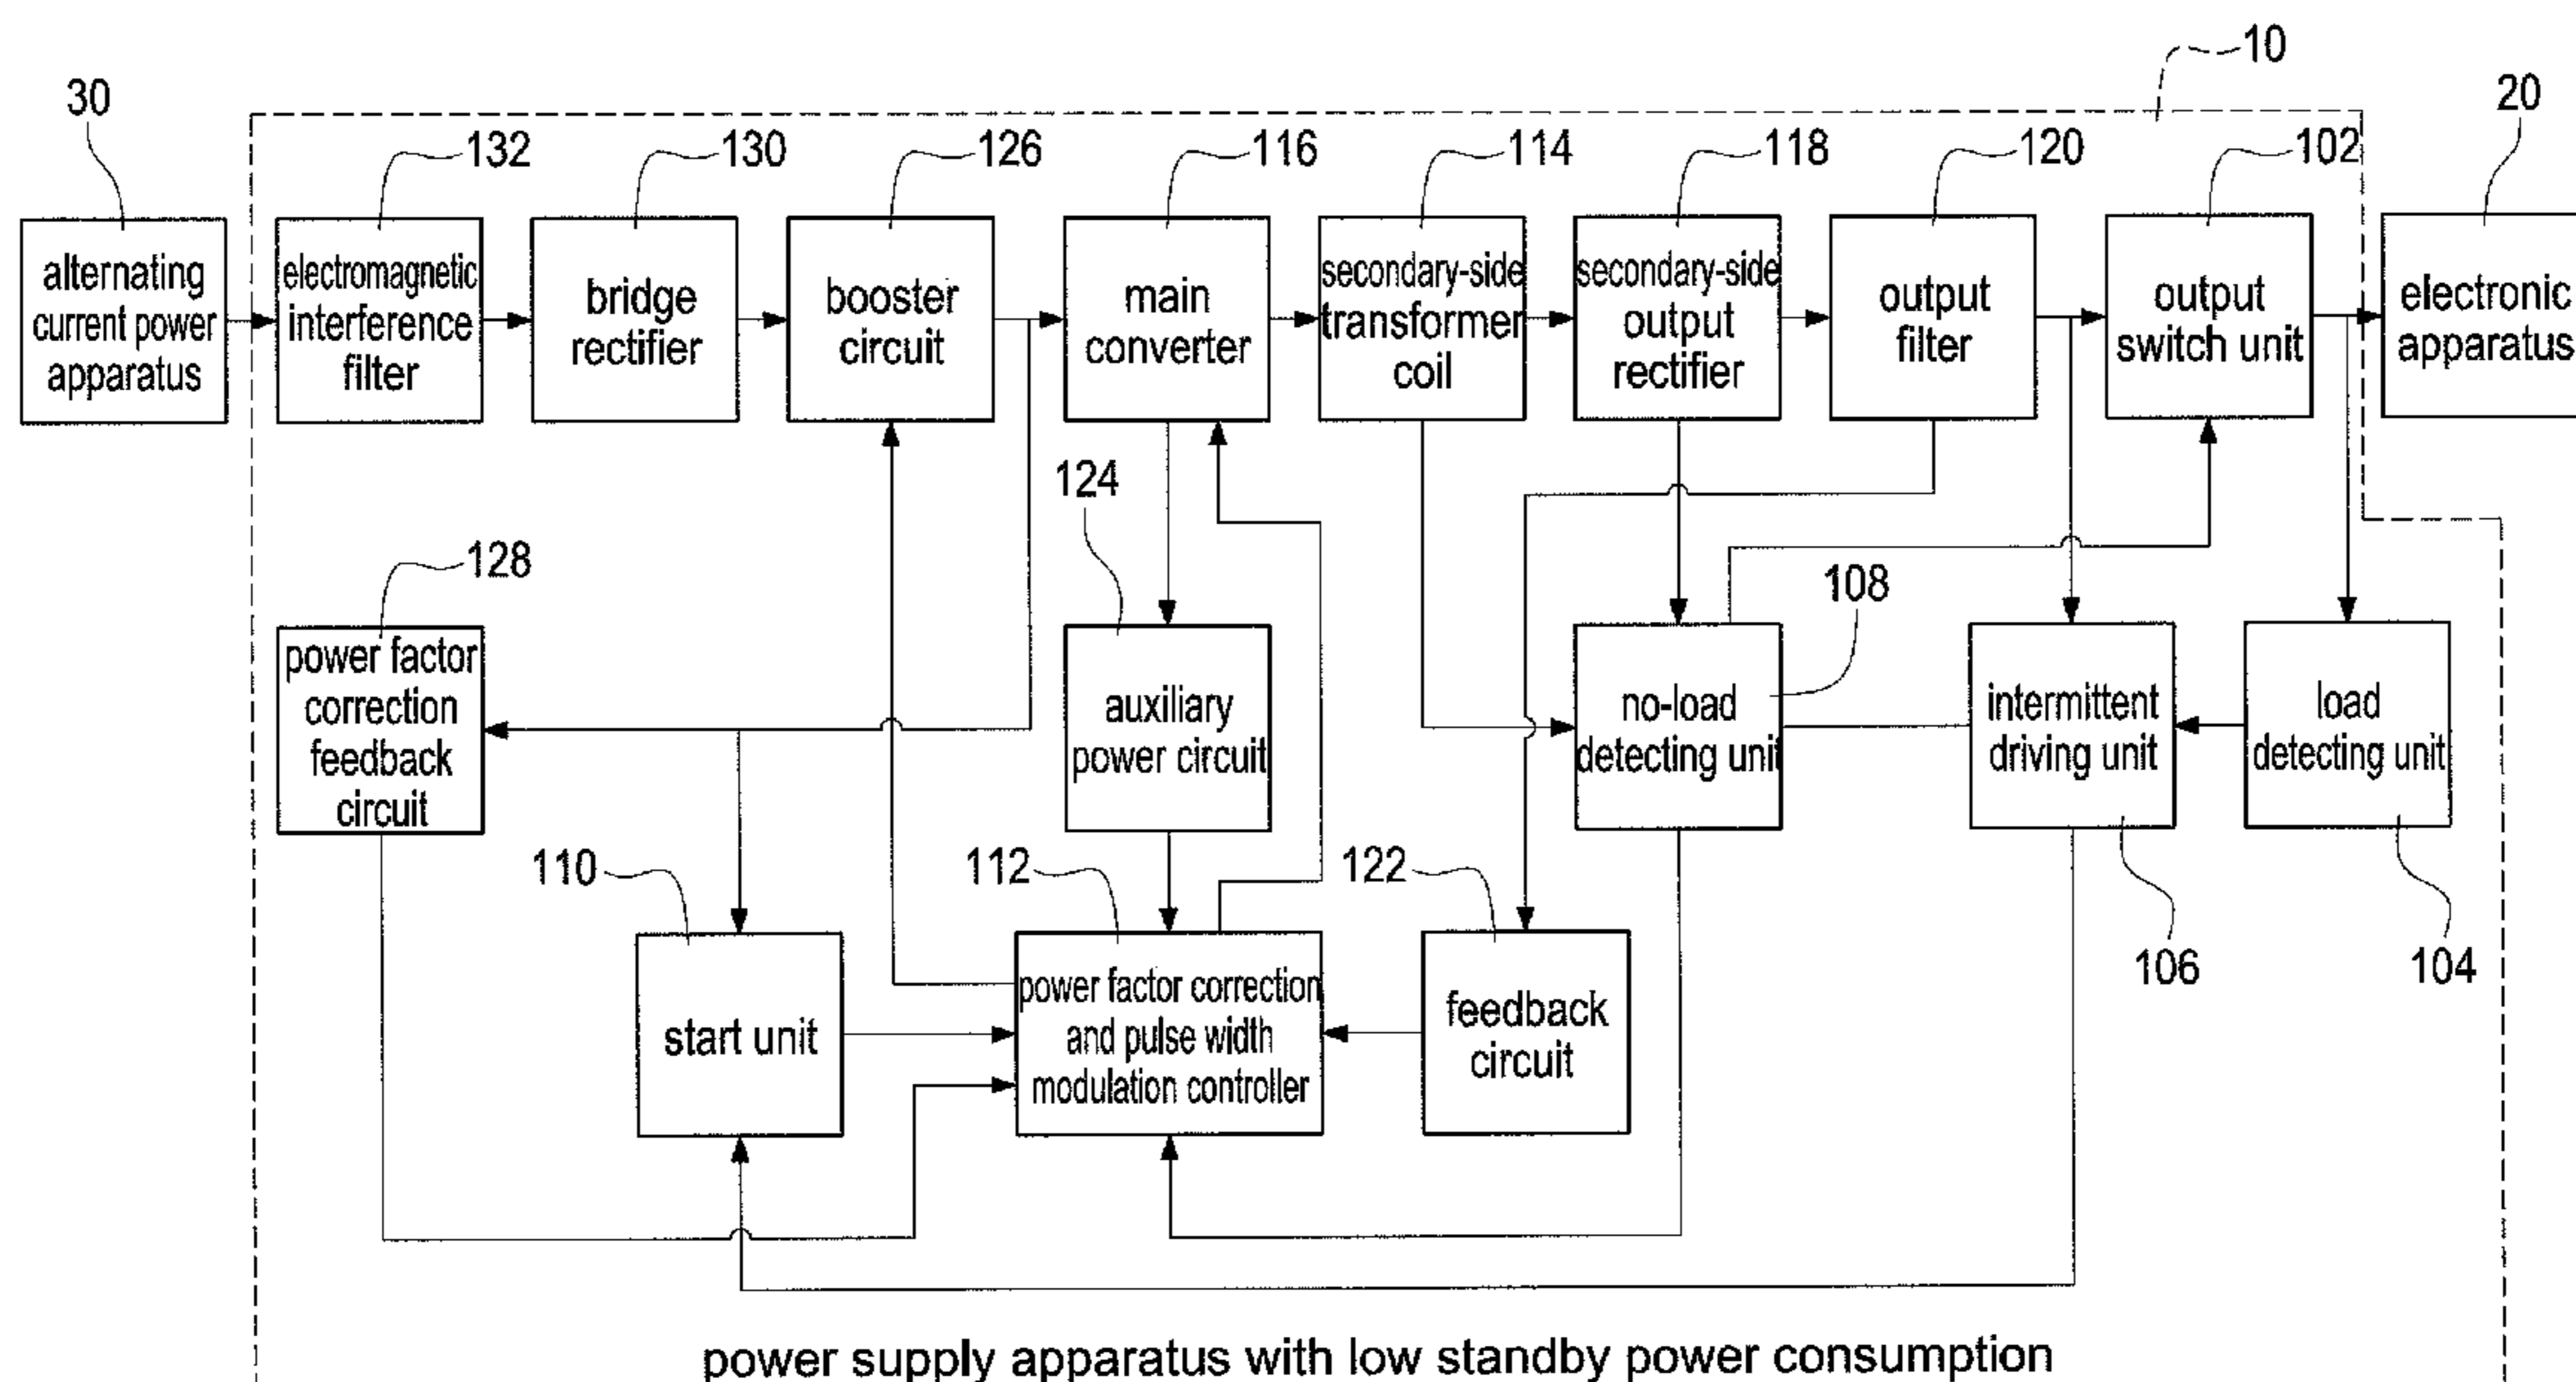 10
30
20
132
130
126
116
114
118
120
102
alternating
current power
apparatus
electromagnetic
interference
filter
bridge
rectifier
booster
circuit
main
converter
secondary-side
transformer
coil
secondary-side
output
rectifier
output
filter
output
switch unit
electronic
apparatus
124
128
108
power factor
correction
feedback
circuit
auxiliary
power circuit
no-load
detecting unit
intermittent
driving unit
load
detecting unit
110
112
122
106
104
start unit
power factor correction
and pulse width
modulation controller
feedback
circuit
power supply apparatus with low standby power consumption